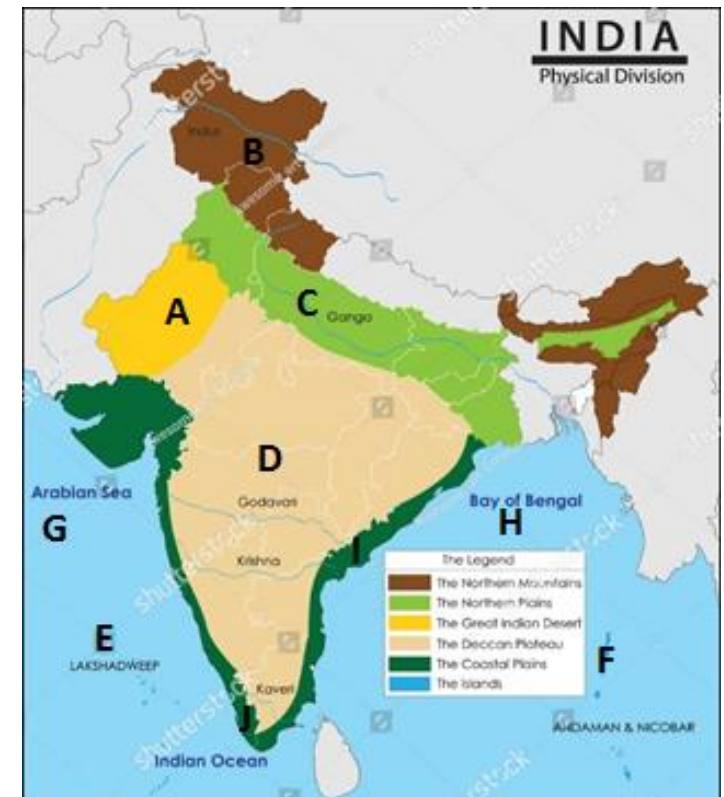 INDIA
Physical Division
shutterstock
Indus
B
awesome
A
C
Ganga
D
Arabian Sea
G
Godavari
Bay of Bengal
H
I
Krishna
The Legend
The Northern Mountains
The Northern Plains
The Great Indian Desert
The Deccan Plateau
The Coastal Plains
The Islands
E
LAKSHADWEEP
F
Kaveri
J
ANDAMAN & NICOBAR
Indian Ocean